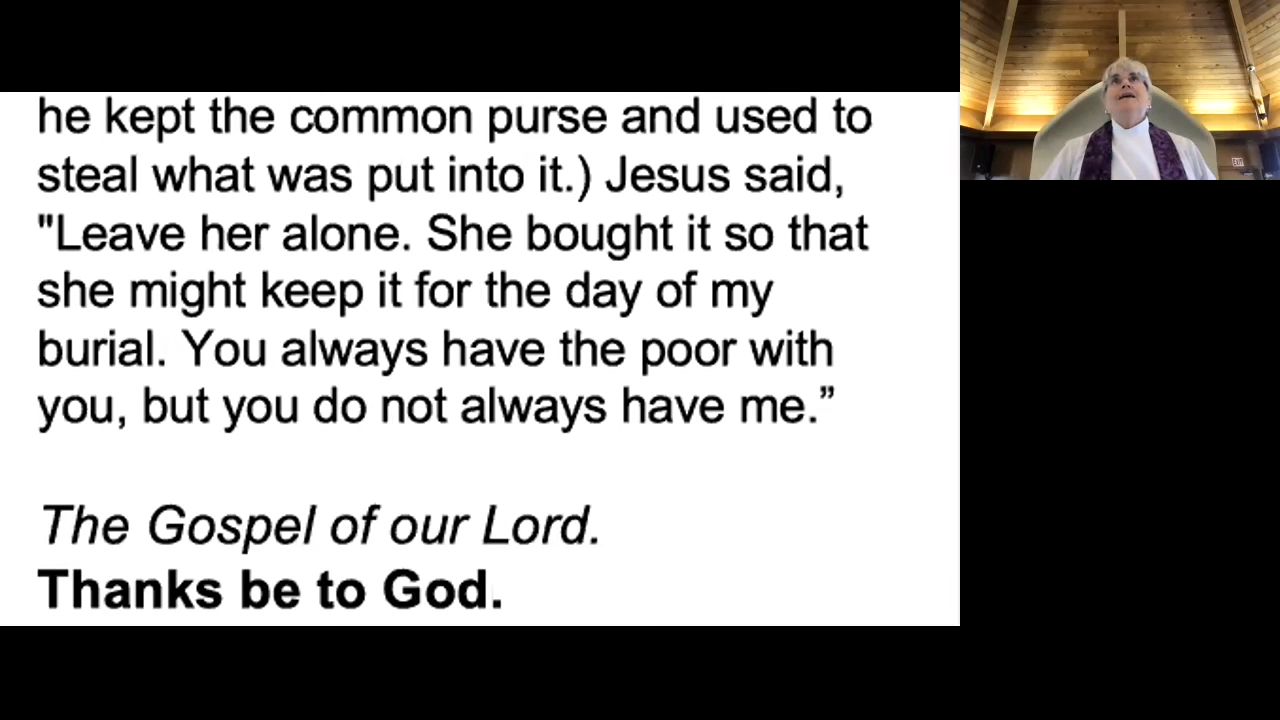 he kept the common purse and used to
steal what was put into it.) Jesus said,
"Leave her alone. She bought it so that
she might keep it for the day of my
burial. You always have the poor with
you, but you do not always have me.”
The Gospel of our Lord.
Thanks be to God.
EXIT